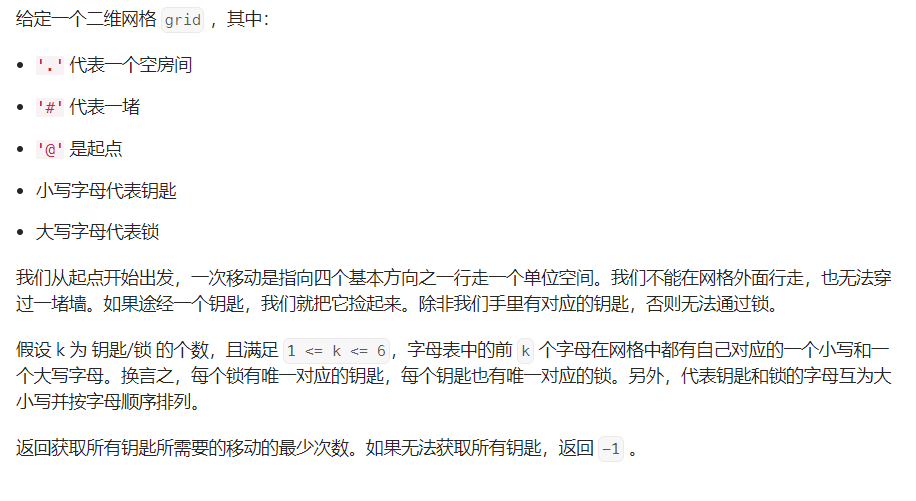 给定一个二维网格 grid ，其中：
• '.' 代表一个空房间
• '#' 代表一堵
• '@' 是起点
• 小写字母代表钥匙
• 大写字母代表锁
我们从起点开始出发，一次移动是指向四个基本方向之一行走一个单位空间。我们不能在网格外面行走，也无法穿
过一堵墙。如果途经一个钥匙，我们就把它捡起来。除非我们手里有对应的钥匙，否则无法通过锁。
假设 k 为 钥匙/锁 的个数，且满足 1 <= k <= 6，字母表中的前 k 个字母在网格中都有自己对应的一个小写和一
个大写字母。换言之，每个锁有唯一对应的钥匙，每个钥匙也有唯一对应的锁。另外，代表钥匙和锁的字母互为大
小写并按字母顺序排列。
返回获取所有钥匙所需要的移动的最少次数。如果无法获取所有钥匙，返回 -1 。